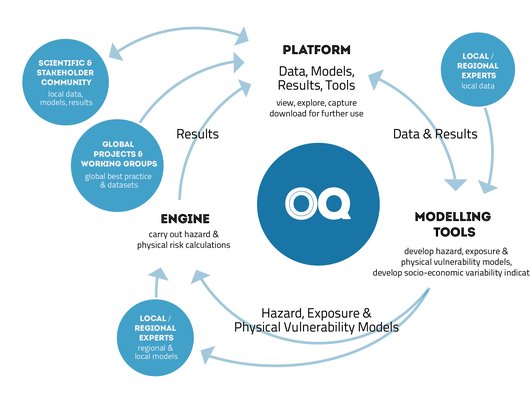 PLATFORM
Data, Models,
Results, Tools
view, explore, capture
download for further use
SCIENTIFIC &
STAKEHOLDER
COMMUNITY
local data,
models, results
LOCAL /
REGIONAL
EXPERTS
local data
GLOBAL
PROJECTS &
WORKING GROUPS
global best practice
& datasets
Results
Data & Results
OQ
ENGINE
carry out hazard &
physical risk calculations
MODELLING
TOOLS
develop hazard, exposure &
physical vulnerability models,
develop socio-economic variability indicat
Hazard, Exposure &
Physical Vulnerability Models
LOCAL /
REGIONAL
EXPERTS
regional &
local models